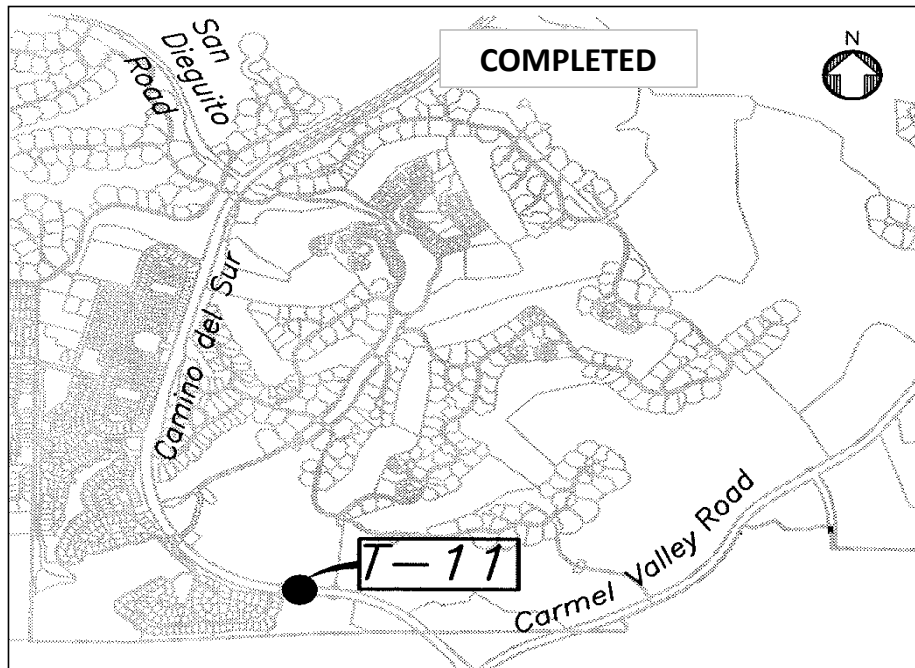 San
Dieguito
Road
COMPLETED
N
Camino del Sur
T-11
Carmel Valley Road